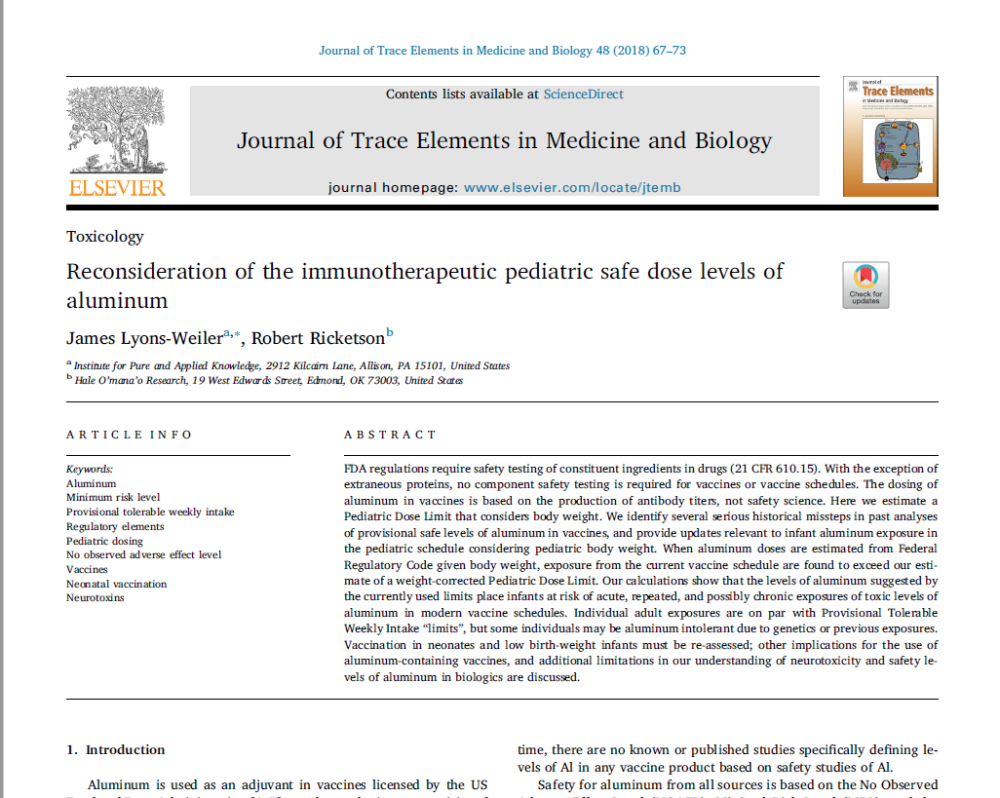 Journal of Trace Elements in Medicine and Biology 48 (2018) 67–73
Contents lists available at ScienceDirect
Journal of Trace Elements in Medicine and Biology
journal homepage: www.elsevier.com/locate/jtemb
ELSEVIER
Journal of
Trace Elements
in Medicine and Biology
Toxicology
Reconsideration of the immunotherapeutic pediatric safe dose levels of
aluminum
Check for
updates
James Lyons-Weiler a,*, Robert Ricketson b
a Institute for Pure and Applied Knowledge, 2912 Kilcairn Lane, Allison, PA 15101, United States
b Hale O'mana'o Research, 19 West Edwards Street, Edmond, OK 73003, United States
ARTICLE INFO
Keywords:
Aluminum
Minimum risk level
Provisional tolerable weekly intake
Regulatory elements
Pediatric dosing
No observed adverse effect level
Vaccines
Neonatal vaccination
Neurotoxins
ABSTRACT
FDA regulations require safety testing of constituent ingredients in drugs (21 CFR 610.15). With the exception of
extraneous proteins, no component safety testing is required for vaccines or vaccine schedules. The dosing of
aluminum in vaccines is based on the production of antibody titers, not safety science. Here we estimate a
Pediatric Dose Limit that considers body weight. We identify several serious historical missteps in past analyses
of provisional safe levels of aluminum in vaccines, and provide updates relevant to infant aluminum exposure in
the pediatric schedule considering pediatric body weight. When aluminum doses are estimated from Federal
Regulatory Code given body weight, exposure from the current vaccine schedule are found to exceed our esti-
mate of a weight-corrected Pediatric Dose Limit. Our calculations show that the levels of aluminum suggested by
the currently used limits place infants at risk of acute, repeated, and possibly chronic exposures of toxic levels of
aluminum in modern vaccine schedules. Individual adult exposures are on par with Provisional Tolerable
Weekly Intake “limits”, but some individuals may be aluminum intolerant due to genetics or previous exposures.
Vaccination in neonates and low birth-weight infants must be re-assessed; other implications for the use of
aluminum-containing vaccines, and additional limitations in our understanding of neurotoxicity and safety le-
vels of aluminum in biologics are discussed.
1. Introduction
Aluminum is used as an adjuvant in vaccines licensed by the US
time, there are no known or published studies specifically defining le-
vels of Al in any vaccine product based on safety studies of Al.
Safety for aluminum from all sources is based on the No Observed